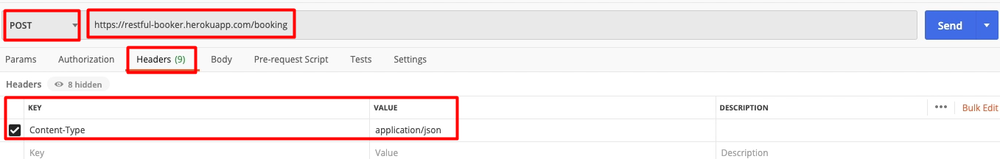 POST https://restful-booker.herokuapp.com/booking Send
Params Authorization Headers (9) Body Pre-request Script Tests Settings
Headers 8 hidden
KEY VALUE DESCRIPTION ••• Bulk Edit
Content-Type application/json
Key Value Description